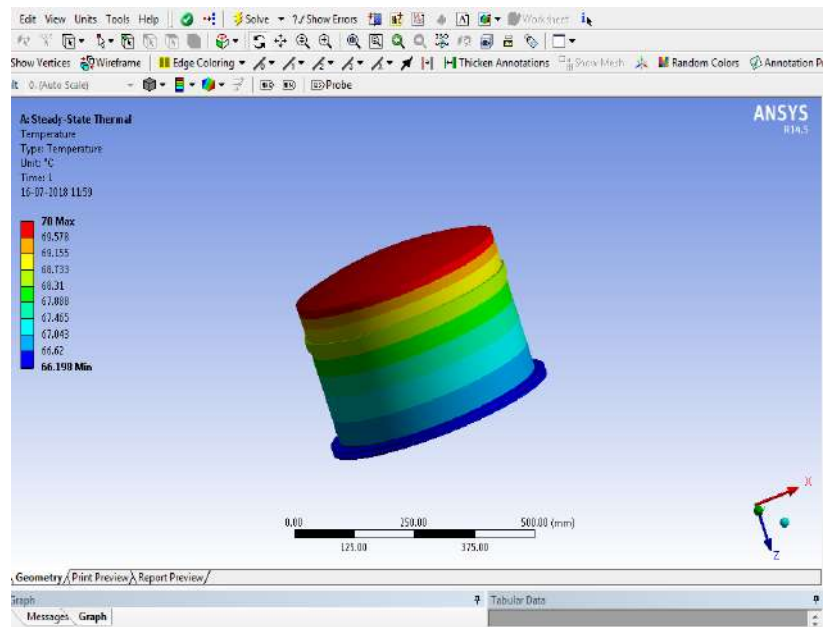 Edit View Units Tools Help Solve ?/ Show Errors Worksheet
Show Vertices Wireframe Edge Coloring Thicken Annotations Show Mesh Random Colors Annotation P
lt 0. (Auto Scale) Probe
A: Steady-State Thermal
Temperature
Type: Temperature
Unit: °C
Time: 1
16-07-2018 11:59
ANSYS
R14.5
70 Max
69.578
69.155
68.733
68.31
67.888
67.465
67.043
66.62
66.198 Min
0.00 250.00 500.00 (mm)
125.00 375.00
X
Z
Geometry Print Preview Report Preview
Graph Tabular Data
Messages Graph